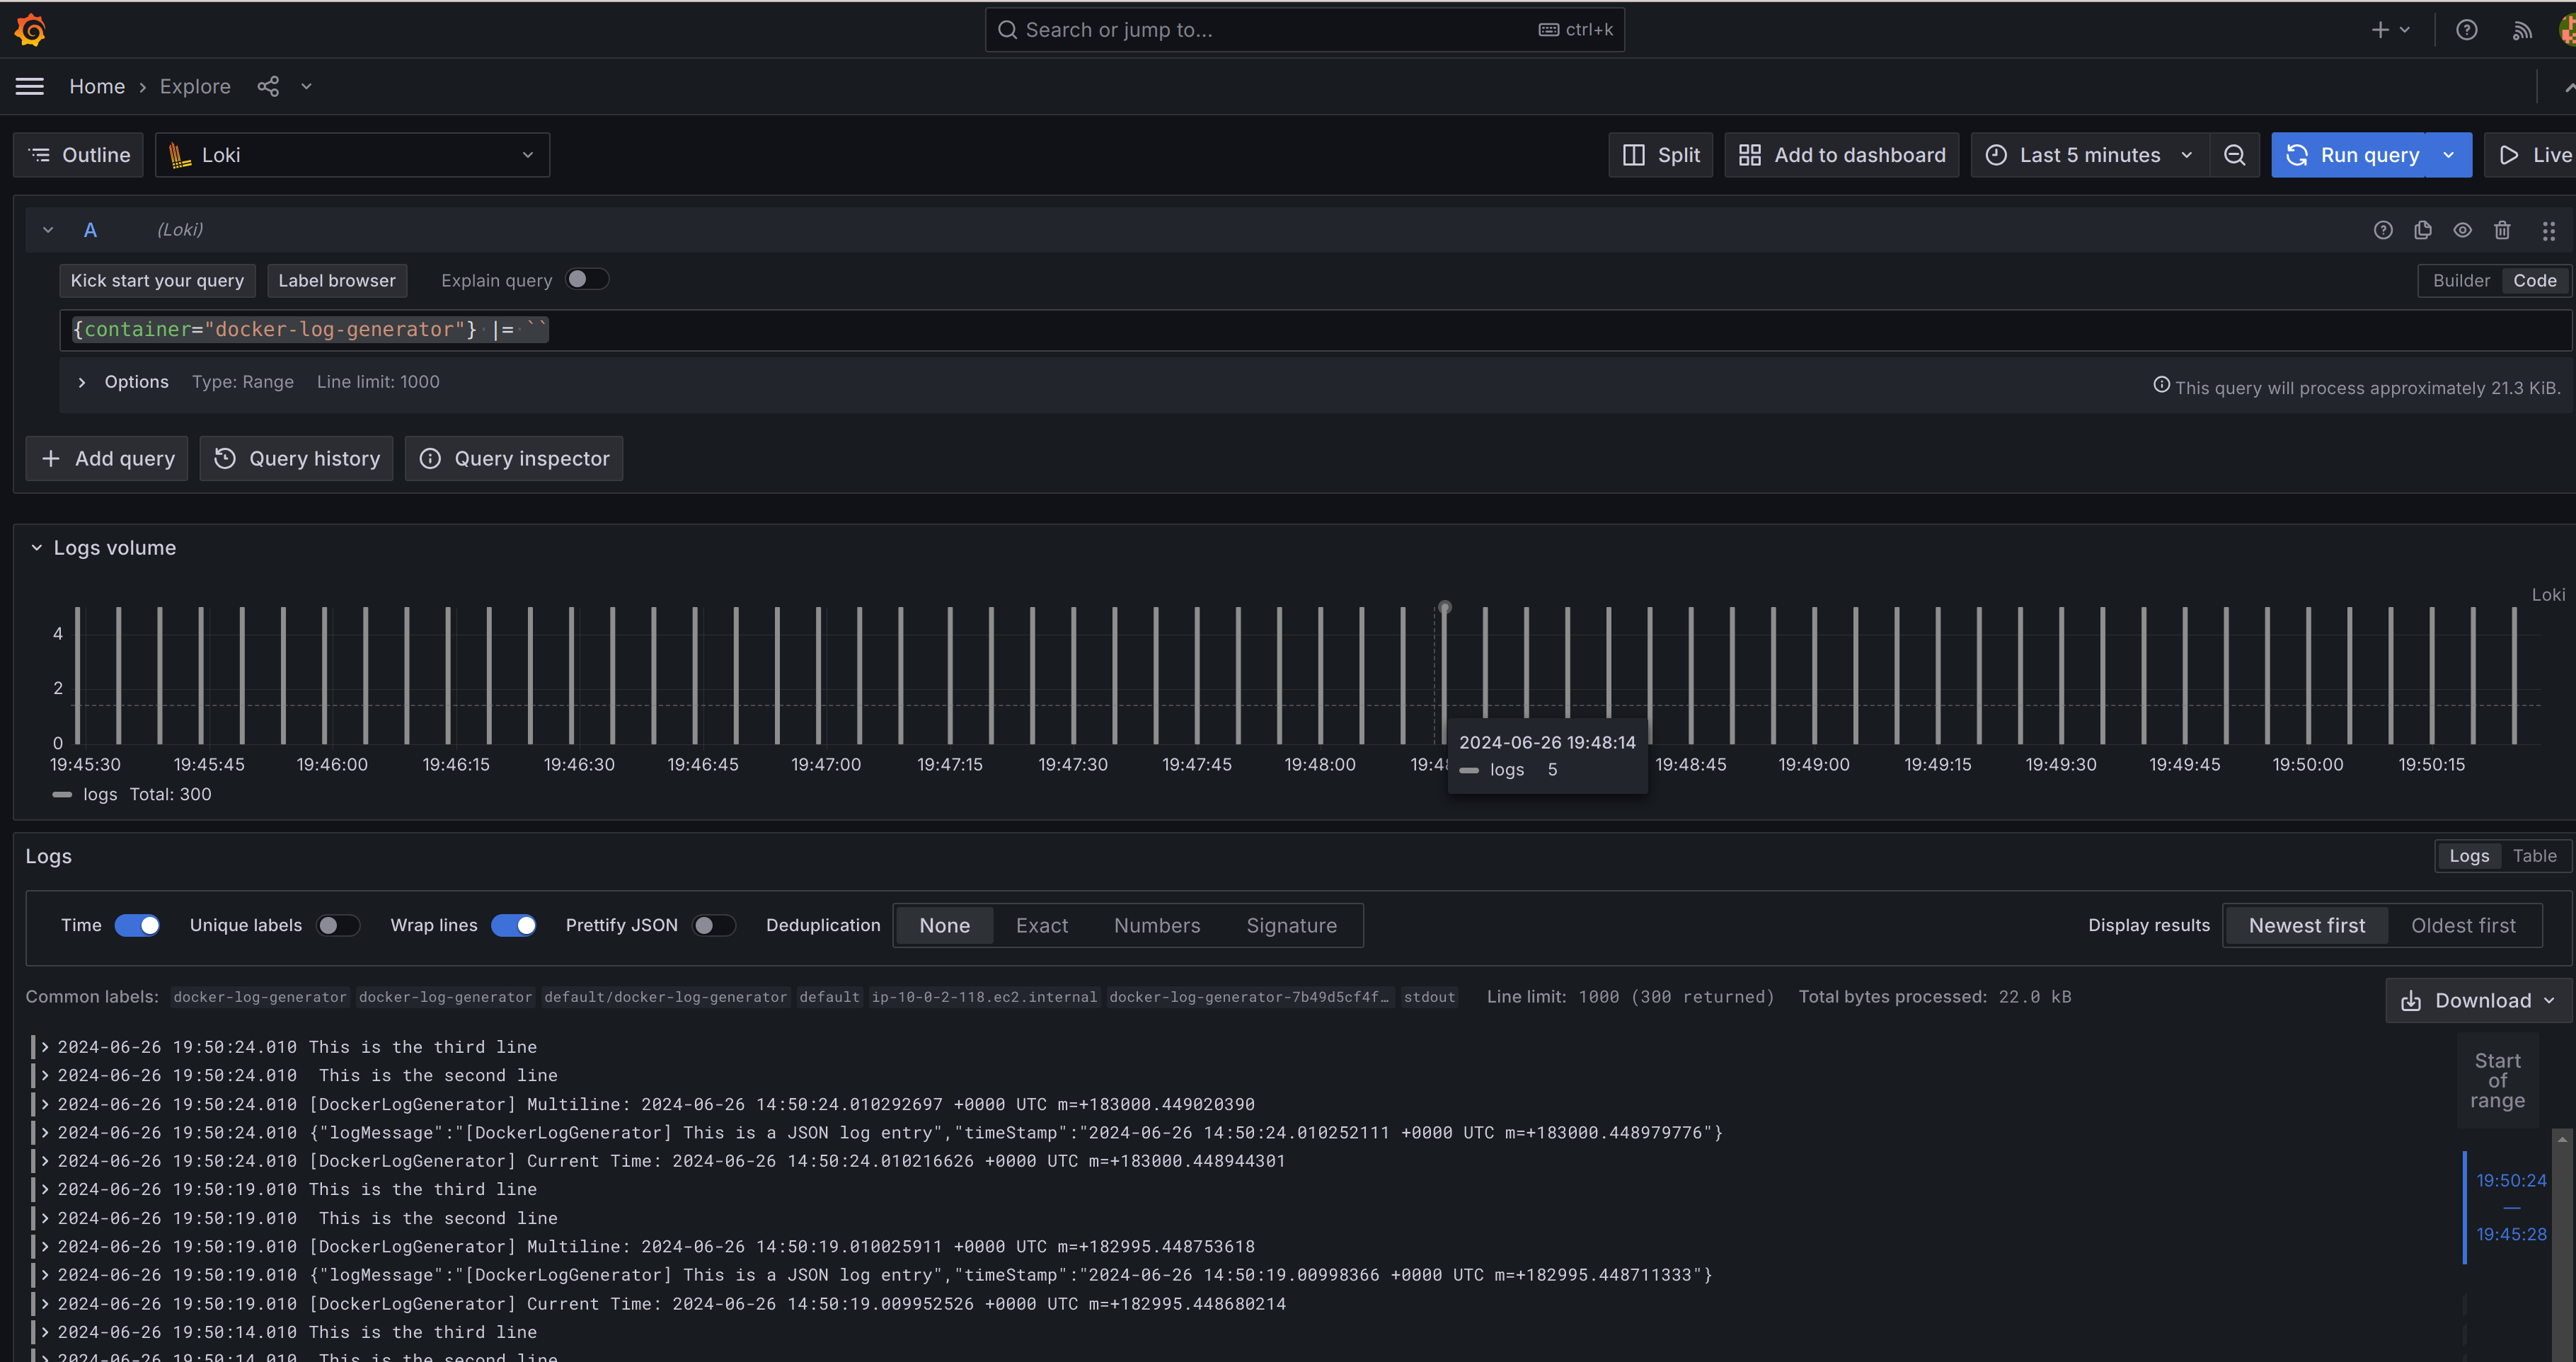 Search or jump to...
ctrl+k
Home › Explore
Outline
Loki
Split
Add to dashboard
Last 5 minutes
Run query
Live
A (Loki)
Kick start your query
Label browser
Explain query
Builder
Code
{container="docker-log-generator"} |= ``
Options Type: Range Line limit: 1000
This query will process approximately 21.3 KiB.
Add query
Query history
Query inspector
Logs volume
Loki
4
2
0
19:45:30 19:45:45 19:46:00 19:46:15 19:46:30 19:46:45 19:47:00 19:47:15 19:47:30 19:47:45 19:48:00 19:48 19:48:45 19:49:00 19:49:15 19:49:30 19:49:45 19:50:00 19:50:15
2024-06-26 19:48:14
logs 5
logs Total: 300
Logs
Logs
Table
Time
Unique labels
Wrap lines
Prettify JSON
Deduplication
None
Exact
Numbers
Signature
Display results
Newest first
Oldest first
Common labels: docker-log-generator docker-log-generator default/docker-log-generator default ip-10-0-2-118.ec2.internal docker-log-generator-7b49d5cf4f… stdout Line limit: 1000 (300 returned) Total bytes processed: 22.0 kB
Download
2024-06-26 19:50:24.010 This is the third line
2024-06-26 19:50:24.010  This is the second line
2024-06-26 19:50:24.010 [DockerLogGenerator] Multiline: 2024-06-26 14:50:24.010292697 +0000 UTC m=+183000.449020390
2024-06-26 19:50:24.010 {"logMessage":"[DockerLogGenerator] This is a JSON log entry","timeStamp":"2024-06-26 14:50:24.010252111 +0000 UTC m=+183000.448979776"}
2024-06-26 19:50:24.010 [DockerLogGenerator] Current Time: 2024-06-26 14:50:24.010216626 +0000 UTC m=+183000.448944301
2024-06-26 19:50:19.010 This is the third line
2024-06-26 19:50:19.010  This is the second line
2024-06-26 19:50:19.010 [DockerLogGenerator] Multiline: 2024-06-26 14:50:19.010025911 +0000 UTC m=+182995.448753618
2024-06-26 19:50:19.010 {"logMessage":"[DockerLogGenerator] This is a JSON log entry","timeStamp":"2024-06-26 14:50:19.00998366 +0000 UTC m=+182995.448711333"}
2024-06-26 19:50:19.010 [DockerLogGenerator] Current Time: 2024-06-26 14:50:19.009952526 +0000 UTC m=+182995.448680214
2024-06-26 19:50:14.010 This is the third line
2024-06-26 19:50:14.010  This is the second line
Start
of
range
19:50:24
—
19:45:28